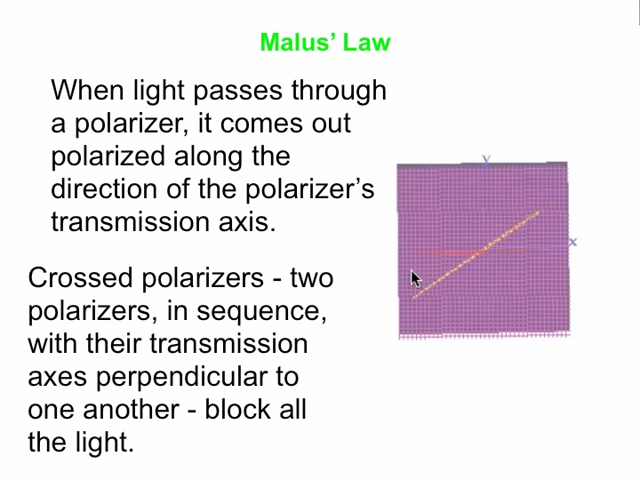 Malus’ Law
When light passes through
a polarizer, it comes out
polarized along the
direction of the polarizer’s
transmission axis.
Crossed polarizers - two
polarizers, in sequence,
with their transmission
axes perpendicular to
one another - block all
the light.
y
x